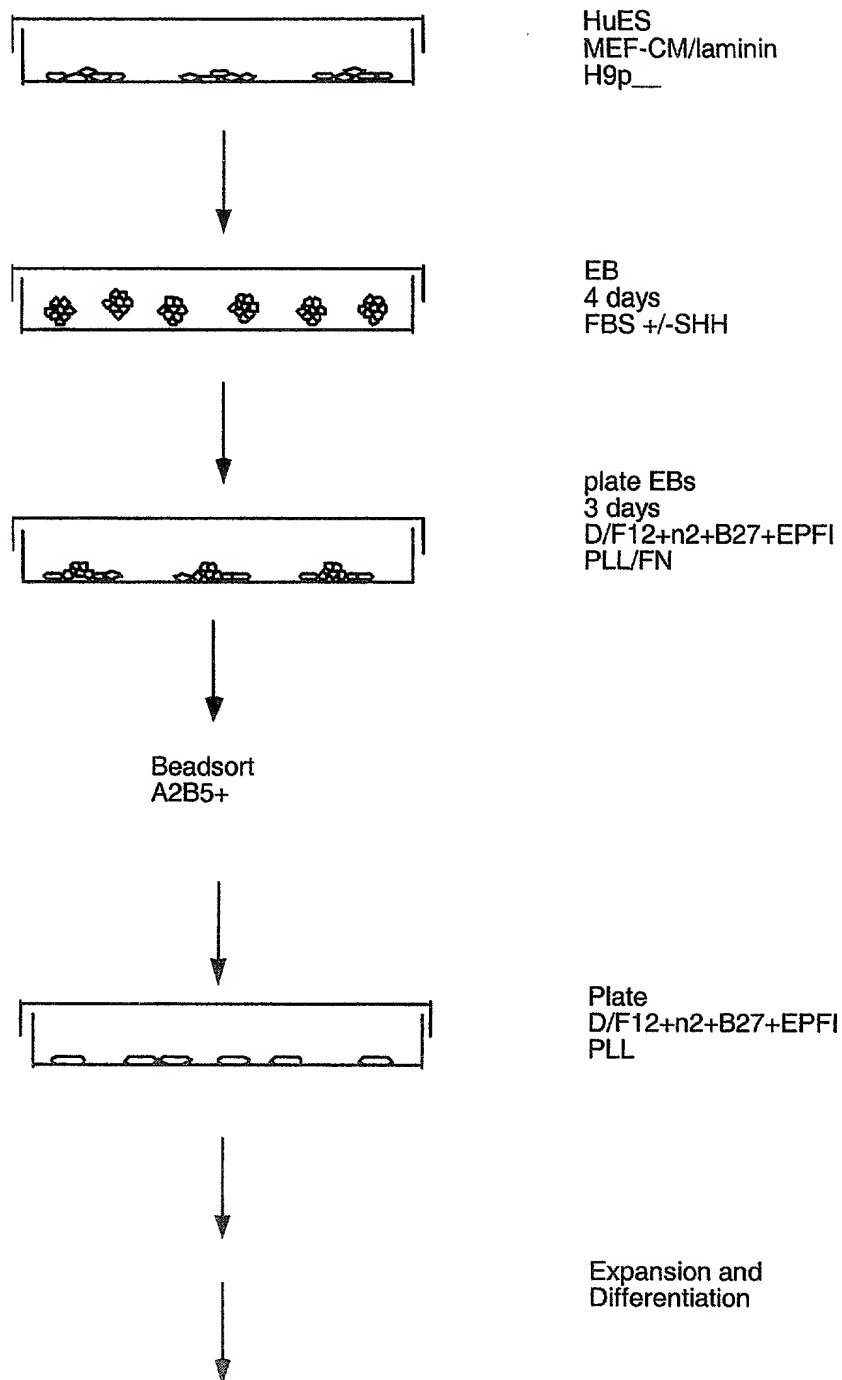 HuES
MEF-CM/laminin
H9p__
EB
4 days
FBS +/-SHH
plate EBs
3 days
D/F12+n2+B27+EPFI
PLL/FN
Beadsort
A2B5+
Plate
D/F12+n2+B27+EPFI
PLL
Expansion and
Differentiation